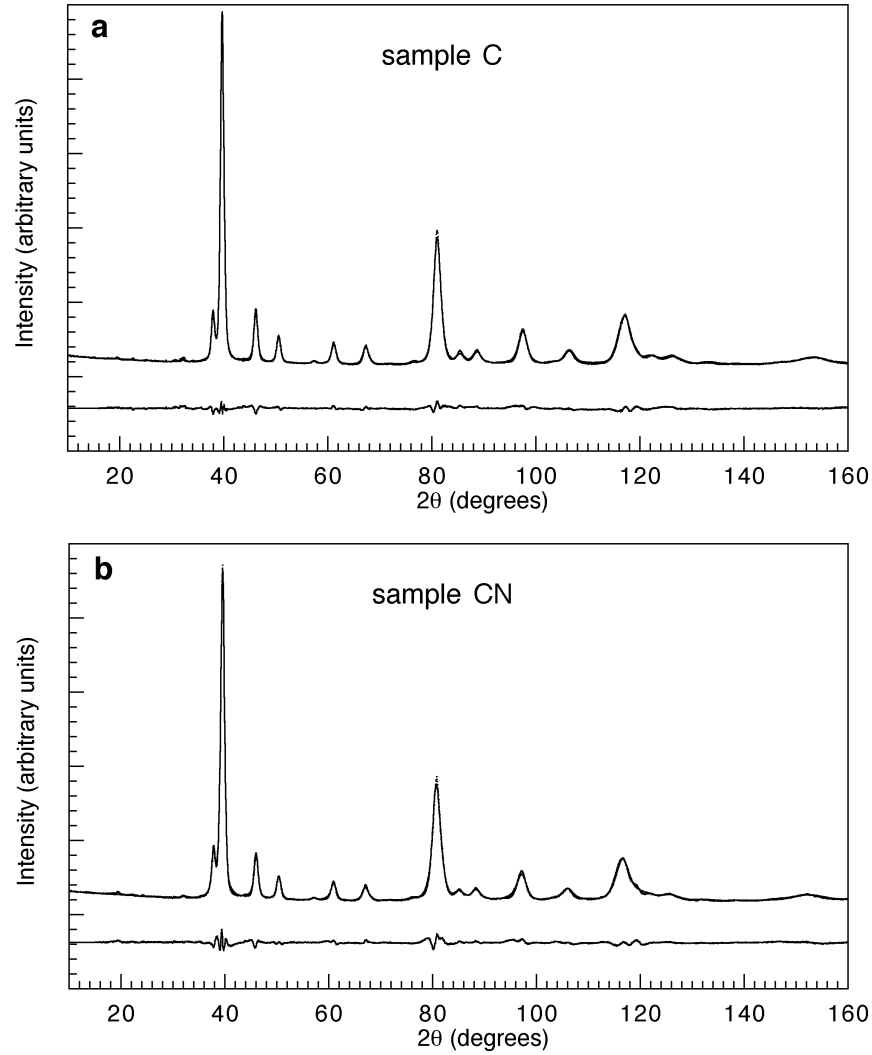 a
sample C
Intensity (arbitrary units)
20 40 60 80 100 120 140 160
2θ (degrees)
b
sample CN
Intensity (arbitrary units)
20 40 60 80 100 120 140 160
2θ (degrees)